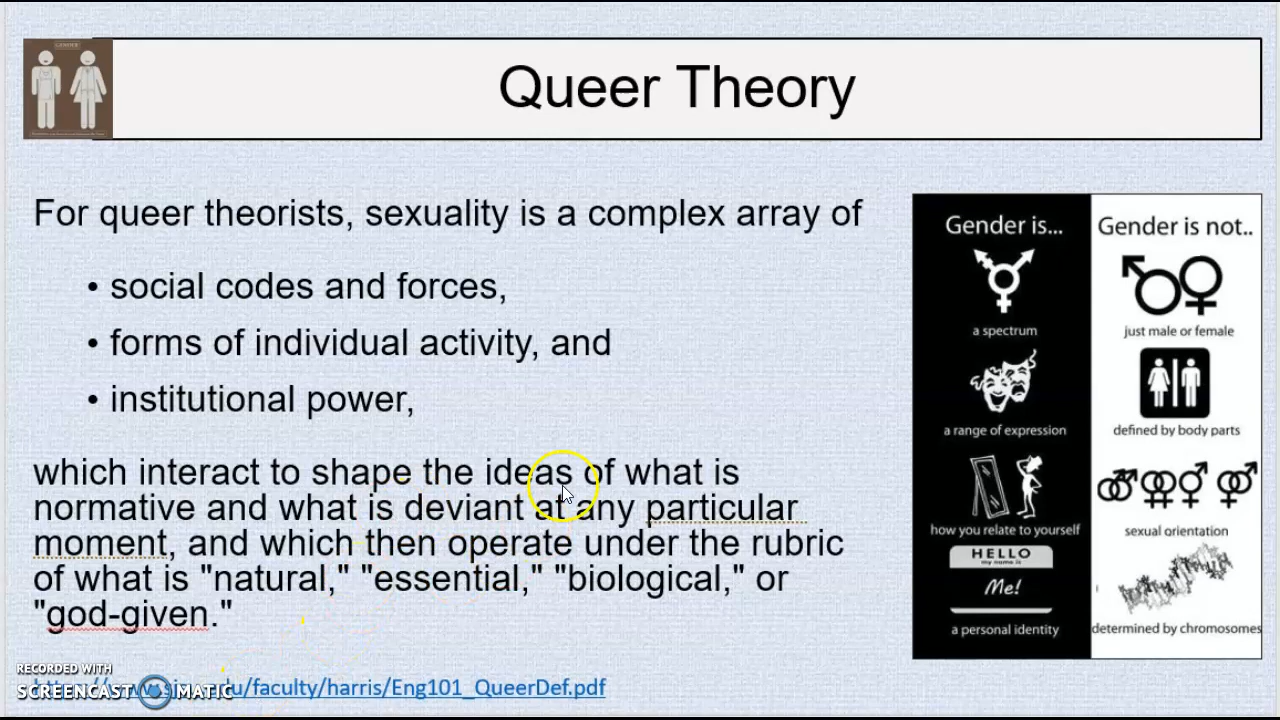 GENDER
Queer Theory
For queer theorists, sexuality is a complex array of
• social codes and forces,
• forms of individual activity, and
• institutional power,
which interact to shape the ideas of what is
normative and what is deviant at any particular
moment, and which then operate under the rubric
of what is "natural," "essential," "biological," or
"god-given."
Gender is...
a spectrum
a range of expression
how you relate to yourself
HELLO
my name is
Me!
a personal identity
Gender is not..
just male or female
defined by body parts
sexual orientation
determined by chromosomes
RECORDED WITH
SCREENCAST MATIC
/faculty/harris/Eng101_QueerDef.pdf